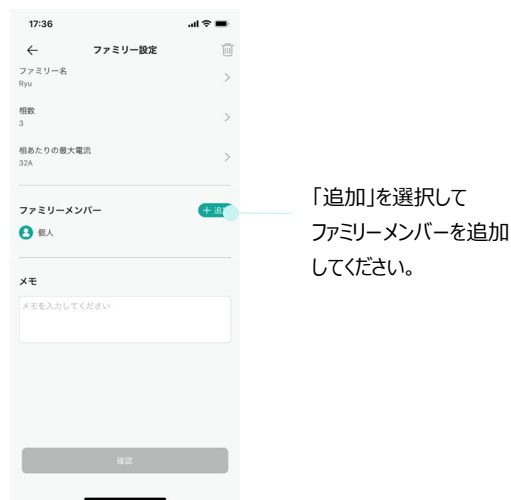 17:36
ファミリー設定
ファミリー名
Ryu
相数
3
相あたりの最大電流
32A
ファミリーメンバー
+ 追
個人
メモ
メモを入力してください
確認
「追加」を選択して
ファミリーメンバーを追加
してください。